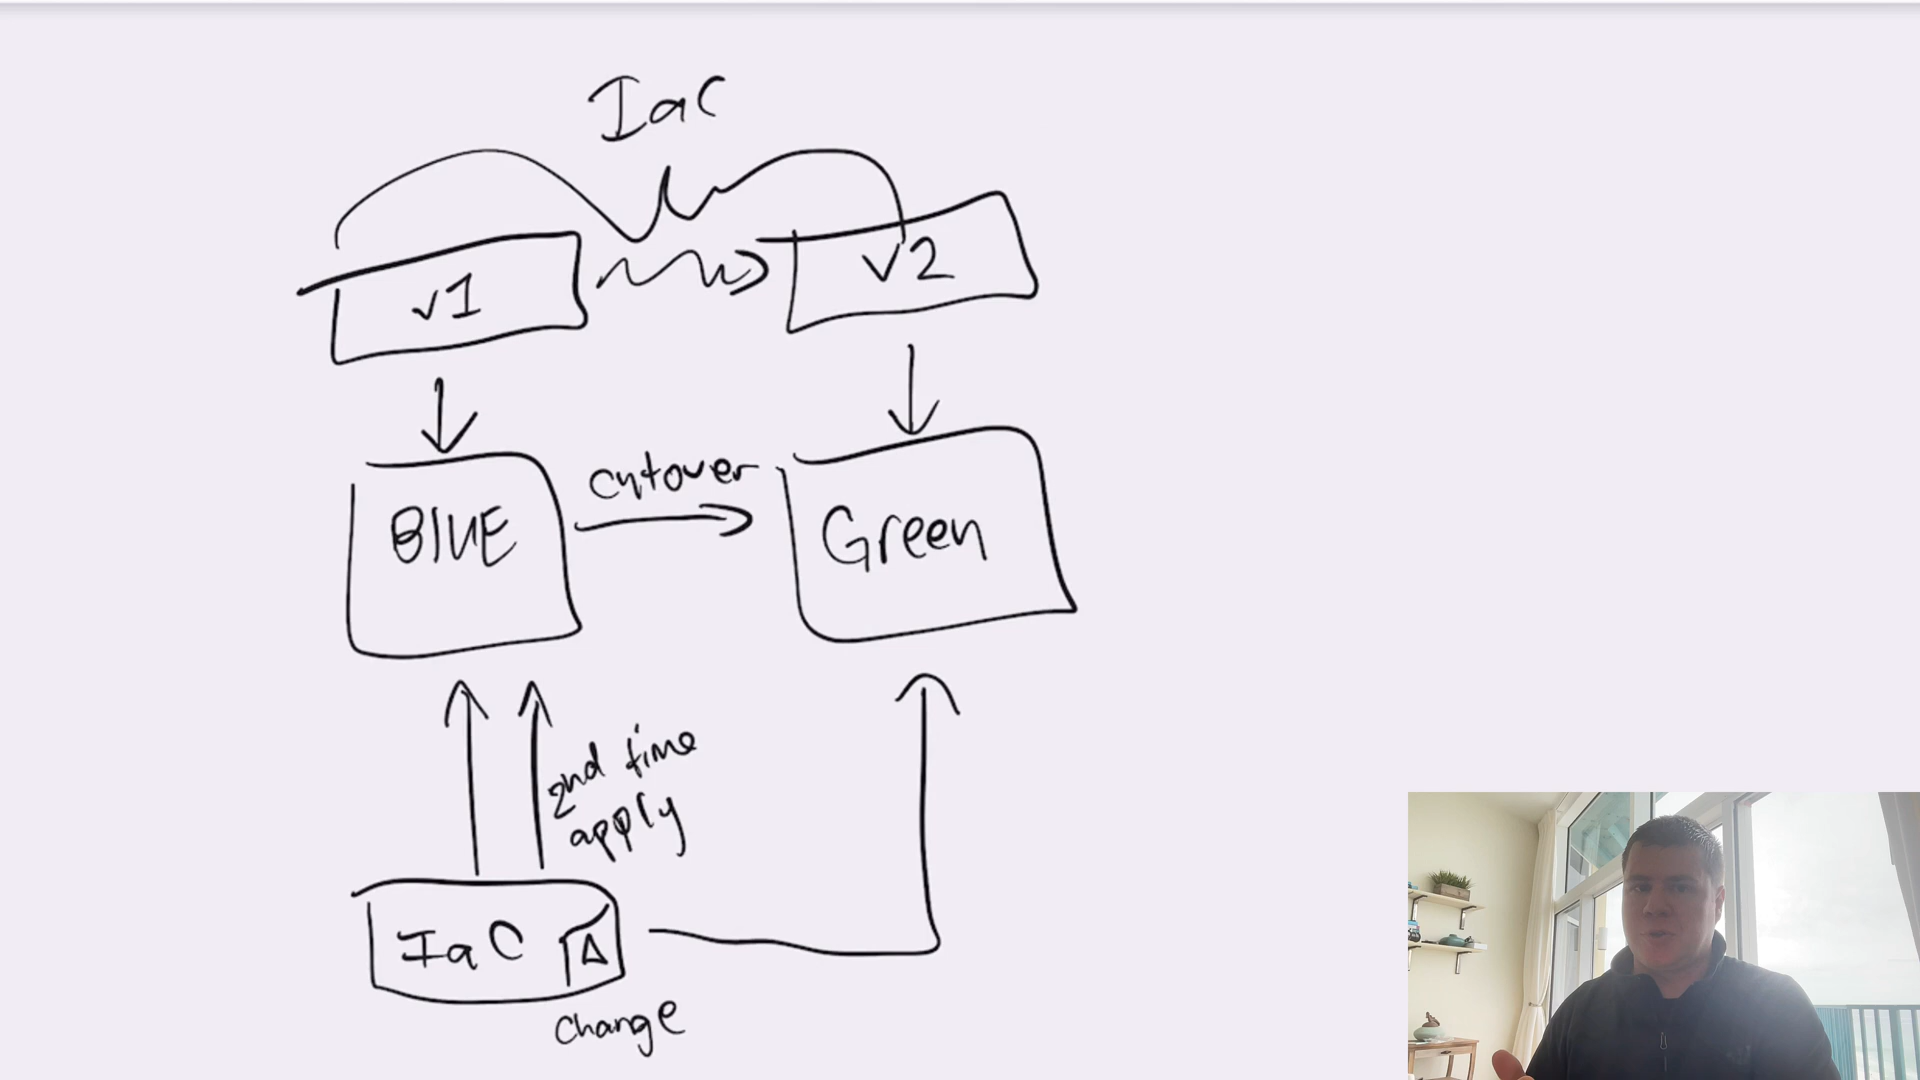 IaC
v1
v2
cutover
BlUE
Green
2nd time
apply
IaC Δ
change